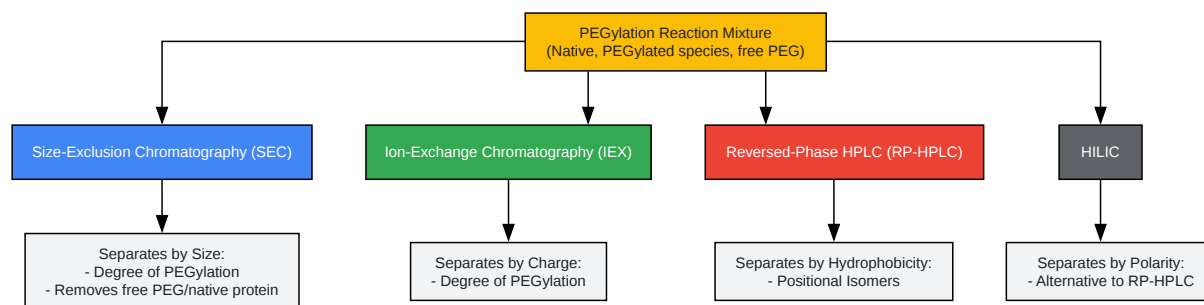 PEGylation Reaction Mixture
(Native, PEGylated species, free PEG)
Size-Exclusion Chromatography (SEC)
Ion-Exchange Chromatography (IEX)
Reversed-Phase HPLC (RP-HPLC)
HILIC
Separates by Size:
- Degree of PEGylation
- Removes free PEG/native protein
Separates by Charge:
- Degree of PEGylation
Separates by Hydrophobicity:
- Positional Isomers
Separates by Polarity:
- Alternative to RP-HPLC